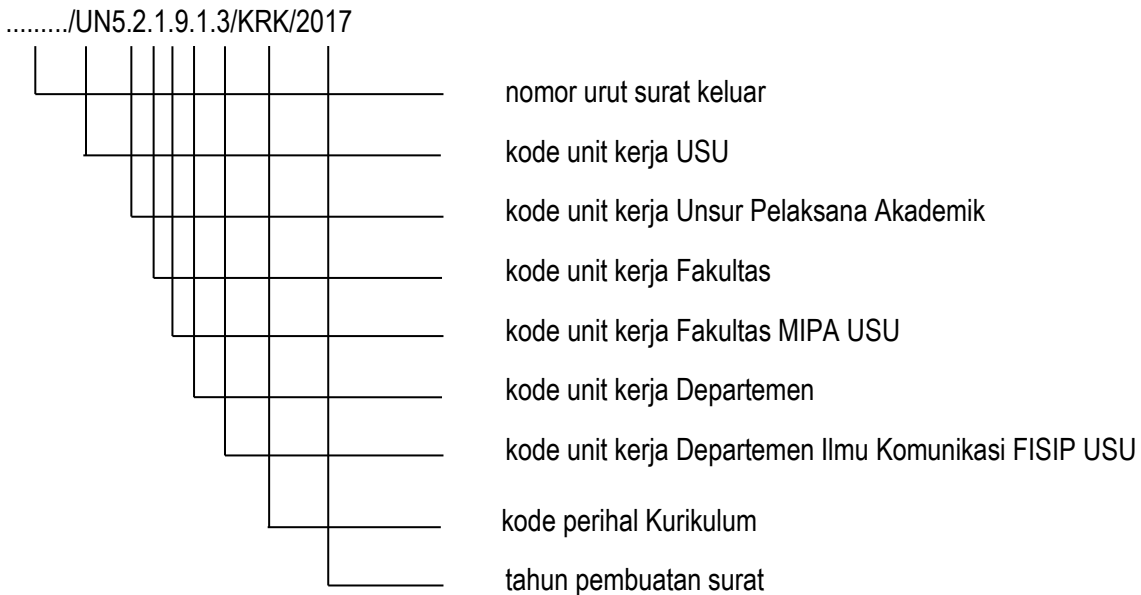 ........./UN5.2.1.9.1.3/KRK/2017
nomor urut surat keluar
kode unit kerja USU
kode unit kerja Unsur Pelaksana Akademik
kode unit kerja Fakultas
kode unit kerja Fakultas MIPA USU
kode unit kerja Departemen
kode unit kerja Departemen Ilmu Komunikasi FISIP USU
kode perihal Kurikulum
tahun pembuatan surat